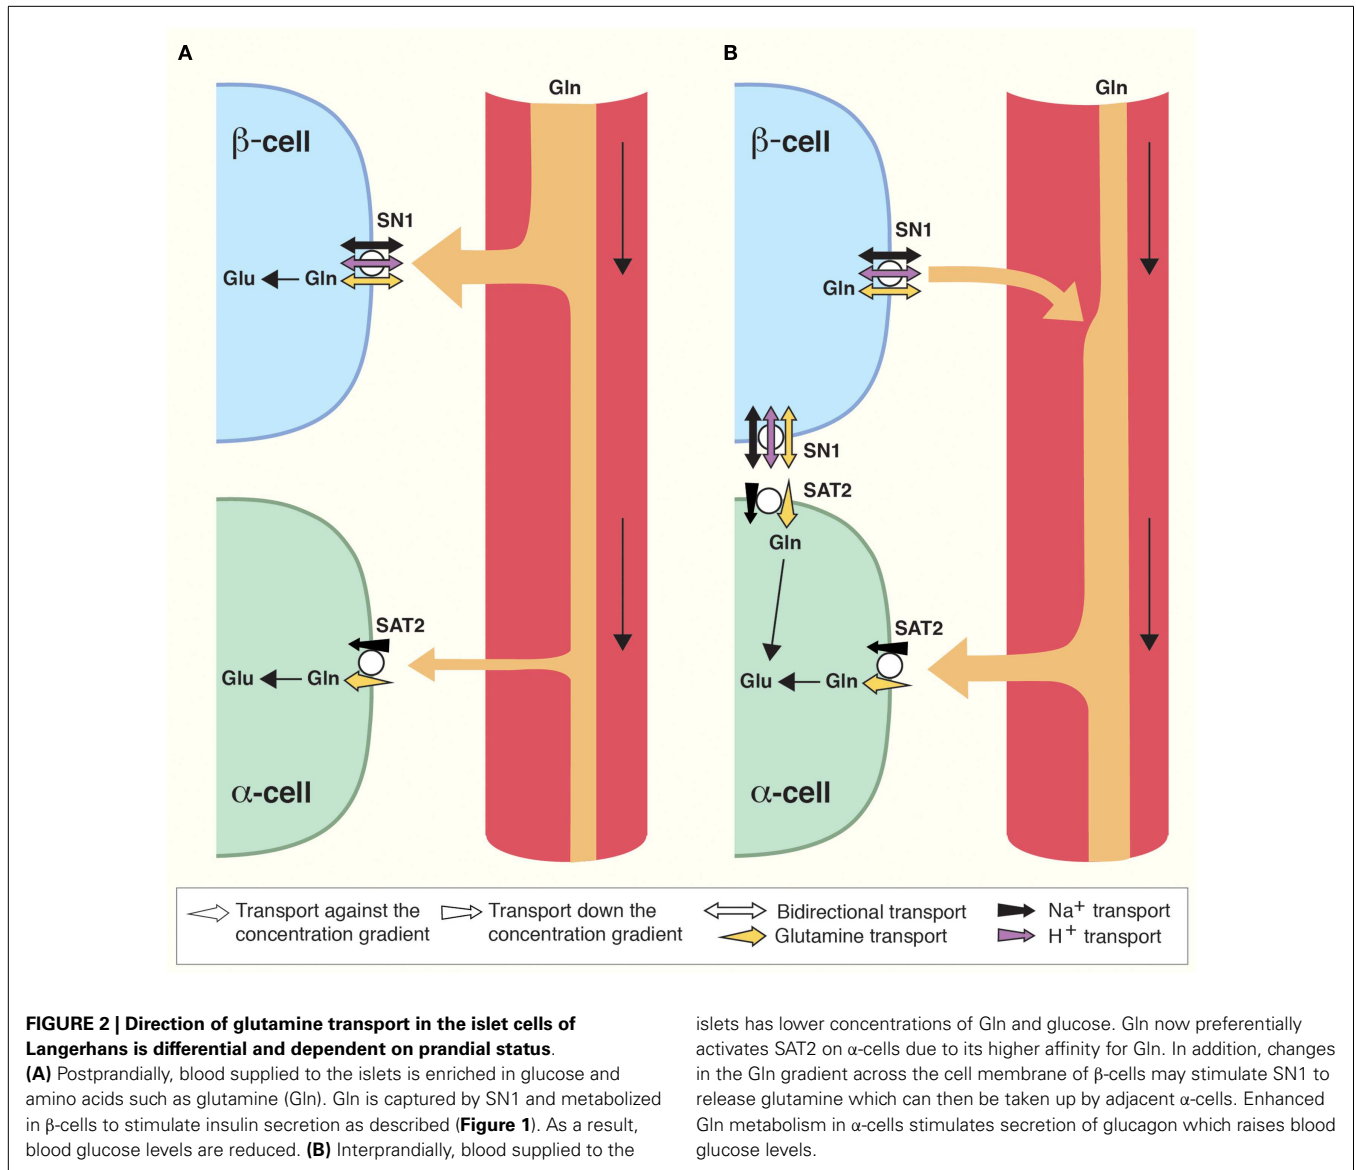 A
Gln
β-cell
SN1
Glu
Gln
SAT2
Glu
Gln
α-cell
B
Gln
β-cell
SN1
Gln
SN1
SAT2
Gln
SAT2
Glu
Gln
α-cell
Transport against the
concentration gradient
Transport down the
concentration gradient
Bidirectional transport
Glutamine transport
Na+ transport
H+ transport
FIGURE 2 | Direction of glutamine transport in the islet cells of
Langerhans is differential and dependent on prandial status.
(A) Postprandially, blood supplied to the islets is enriched in glucose and
amino acids such as glutamine (Gln). Gln is captured by SN1 and metabolized
in β-cells to stimulate insulin secretion as described (Figure 1). As a result,
blood glucose levels are reduced. (B) Interprandially, blood supplied to the
islets has lower concentrations of Gln and glucose. Gln now preferentially
activates SAT2 on α-cells due to its higher affinity for Gln. In addition, changes
in the Gln gradient across the cell membrane of β-cells may stimulate SN1 to
release glutamine which can then be taken up by adjacent α-cells. Enhanced
Gln metabolism in α-cells stimulates secretion of glucagon which raises blood
glucose levels.